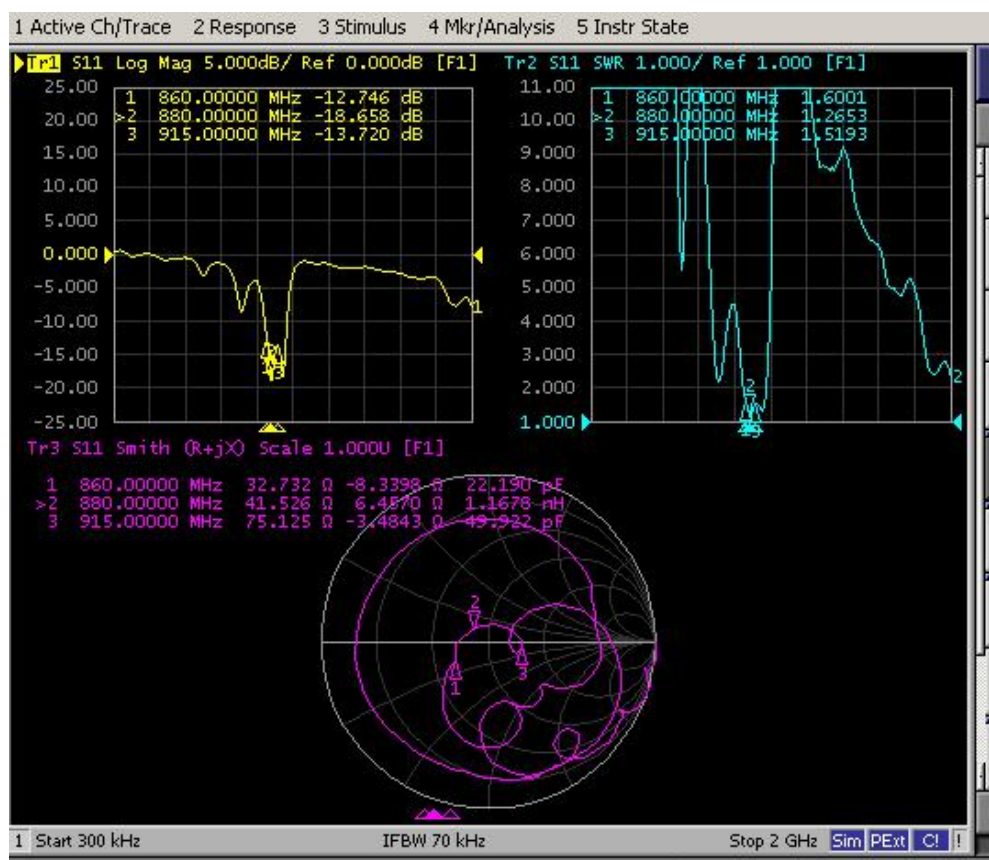 1 Active Ch/Trace 2 Response 3 Stimulus 4 Mkr/Analysis 5 Instr State
Tr1 S11 Log Mag 5.000dB/ Ref 0.000dB [F1]
25.00
20.00
15.00
10.00
5.000
0.000
-5.000
-10.00
-15.00
-20.00
-25.00
1 860.00000 MHz -12.746 dB
>2 880.00000 MHz -18.658 dB
3 915.00000 MHz -13.720 dB
3
1
Tr2 S11 SWR 1.000/ Ref 1.000 [F1]
11.00
10.00
9.000
8.000
7.000
6.000
5.000
4.000
3.000
2.000
1.000
1 860.00000 MHz 1.6001
>2 880.00000 MHz 1.2653
3 915.00000 MHz 1.5193
2
2
Tr3 S11 Smith (R+jX) Scale 1.000U [F1]
1 860.00000 MHz 32.732 Ω -8.3398 Ω 22.190 pF
>2 880.00000 MHz 41.526 Ω 6.4570 Ω 1.1678 nH
3 915.00000 MHz 75.125 Ω -3.4843 Ω 49.922 pF
2
1
3
1 Start 300 kHz IFBW 70 kHz Stop 2 GHz Sim PExt C! !